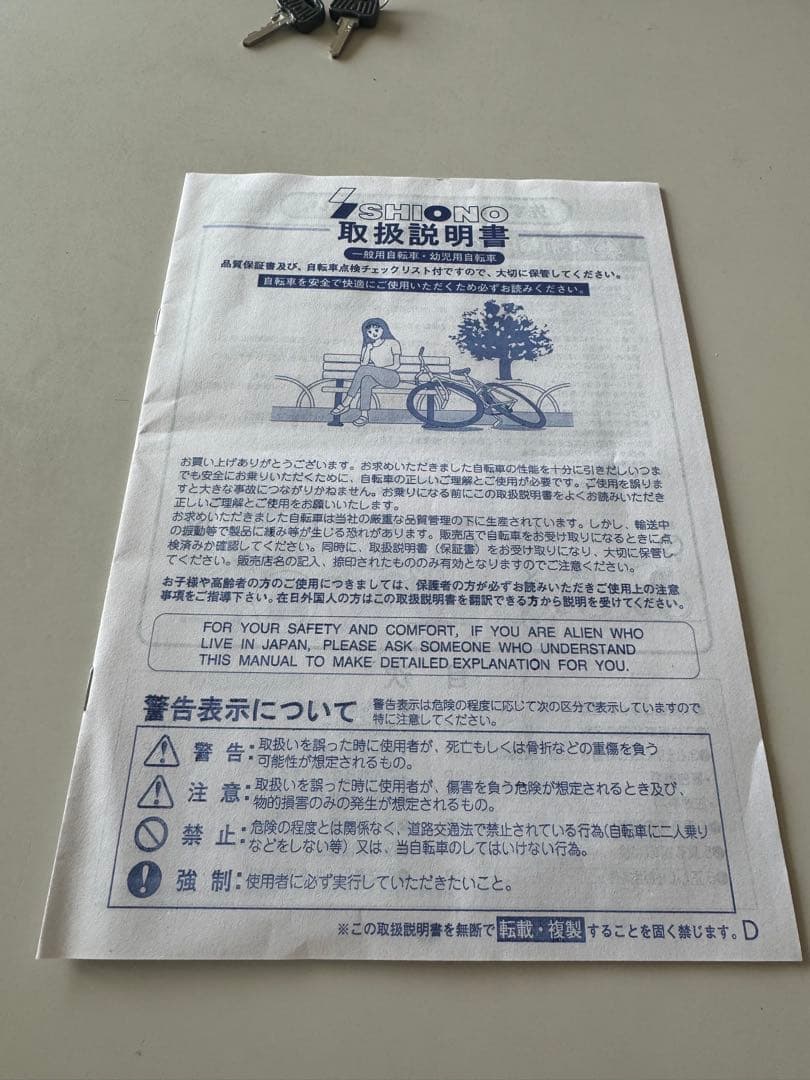 SHIONO
取扱説明書
一般用自転車・幼児用自転車
品質保証書及び、自転車点検チェックリスト付ですので、大切に保管してください。
自転車を安全で快適にご使用いただくため必ずお読みください。
お買い上げありがとうございます。お求めいただきました自転車の性能を十分に引きだしいつま
でも安全にお乗りいただくために、自転車の正しいご理解とご使用が必要です。ご使用を誤りま
すと大きな事故につながりかねません。お乗りになる前にこの取扱説明書をよくお読みいただき
正しいご理解とご使用をお願いいたします。
お求めいただきました自転車は当社の厳重な品質管理の下に生産されています。しかし、輸送中
の振動等で製品に緩み等が生じる恐れがあります。販売店で自転車をお受け取りになるときに点
検済みか確認してください。同時に、取扱説明書（保証書）をお受け取りになり、大切に保管し
てください。販売店名の記入、捺印されたもののみ有効となりますのでご注意ください。
お子様や高齢者の方のご使用につきましては、保護者の方が必ずお読みいただきご使用上の注意
事項をご指導下さい。在日外国人の方はこの取扱説明書を翻訳できる方から説明を受けてください。
FOR YOUR SAFETY AND COMFORT, IF YOU ARE ALIEN WHO
LIVE IN JAPAN, PLEASE ASK SOMEONE WHO UNDERSTAND
THIS MANUAL TO MAKE DETAILED EXPLANATION FOR YOU.
警告表示について 警告表示は危険の程度に応じて次の区分で表示していますので
特に注意してください。
警告:取扱いを誤った時に使用者が、死亡もしくは骨折などの重傷を負う
可能性が想定されるもの。
注意:取扱いを誤った時に使用者が、傷害を負う危険が想定されるとき及び、
物的損害のみの発生が想定されるもの。
禁止:危険の程度とは関係なく、道路交通法で禁止されている行為(自転車に二人乗り
などをしない等）又は、当自転車のしてはいけない行為。
強制:使用者に必ず実行していただきたいこと。
※この取扱説明書を無断で転載・複製することを固く禁じます。D